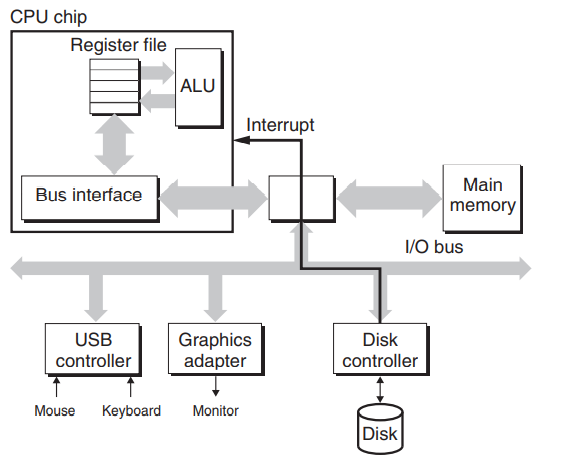 CPU chip
Register file
ALU
Interrupt
Bus interface
Main
memory
I/O bus
USB
controller
Graphics
adapter
Disk
controller
Mouse
Keyboard
Monitor
Disk